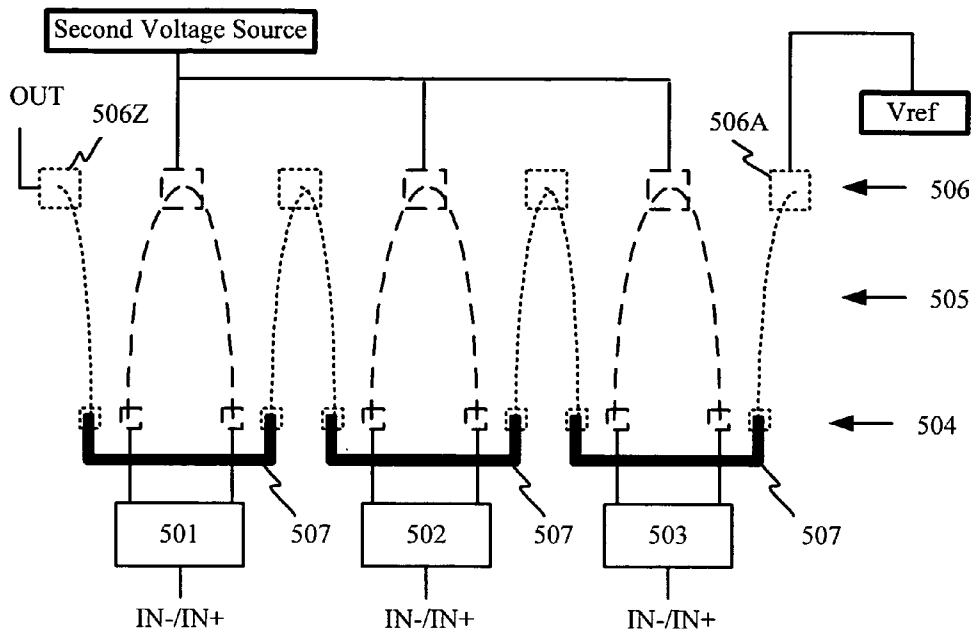 Second Voltage Source
OUT
506Z
506A
Vref
506
505
504
501
507
502
507
503
507
IN-/IN+
IN-/IN+
IN-/IN+